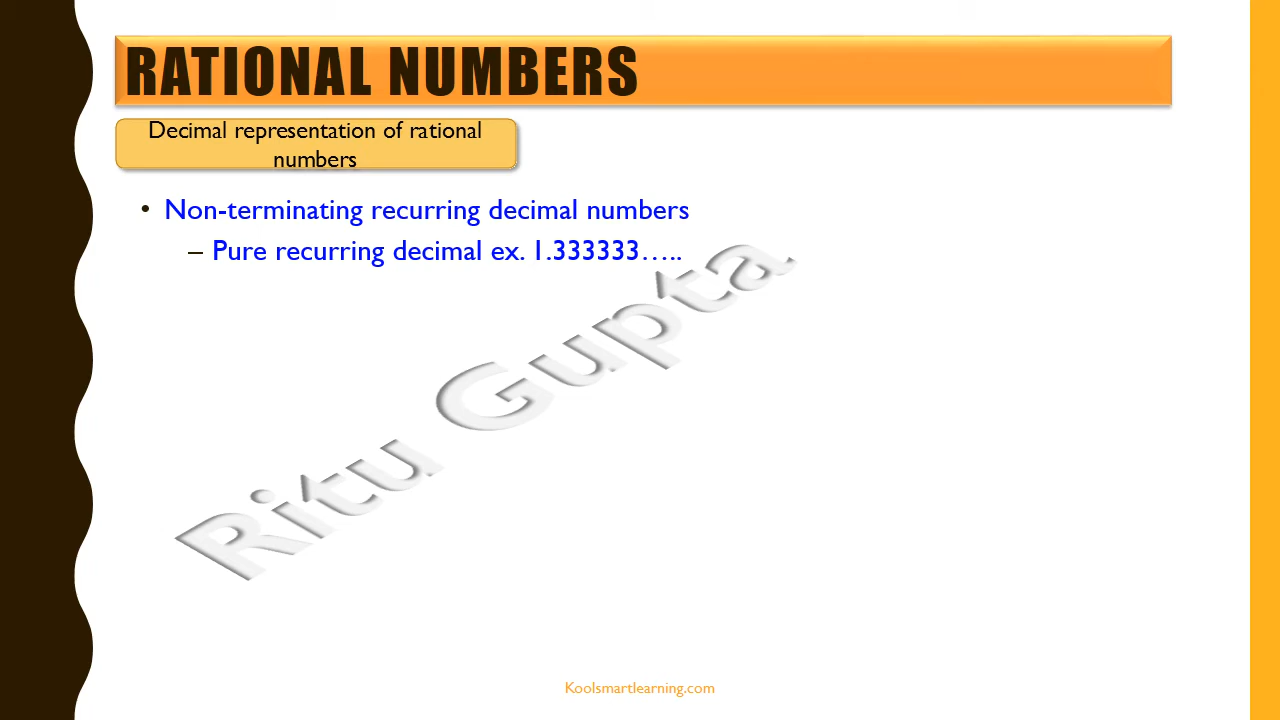 RATIONAL NUMBERS
Decimal representation of rational
numbers
• Non-terminating recurring decimal numbers
– Pure recurring decimal ex. 1.333333…..
Ritu Gupta
Koolsmartlearning.com